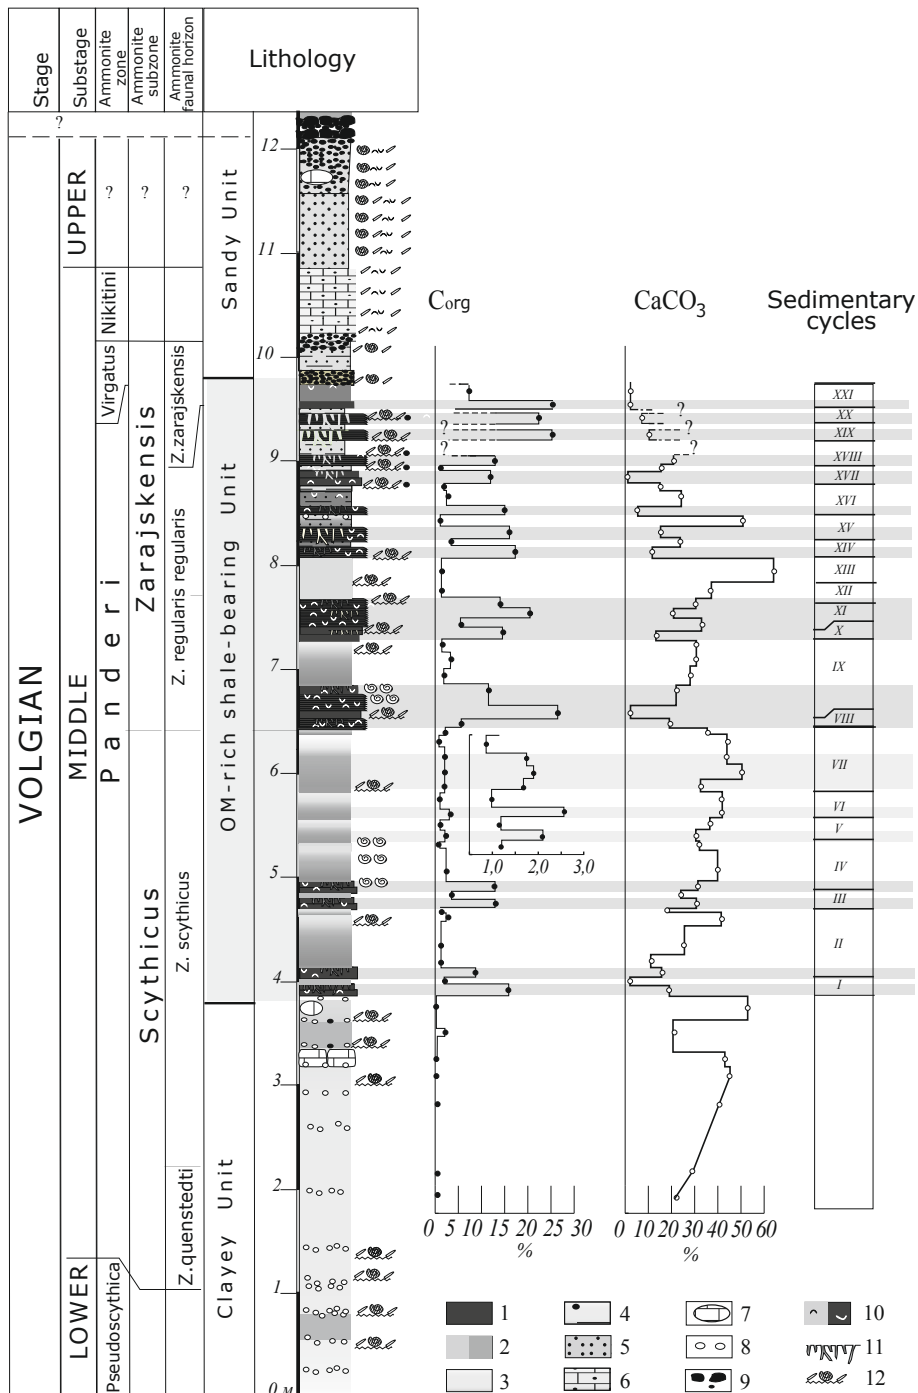 Stage
Substage
Ammonite zone
Ammonite subzone
Ammonite faunal horizon
Lithology
?
12
UPPER
?
?
?
Sandy Unit
11
Nikitini
Corg
CaCO3
Sedimentary cycles
10
Virgatus
Z.zarajskensis
XXI
?
XX
?
?
XIX
?
?
XVIII
9
XVII
XVI
XV
XIV
8
XIII
XII
XI
X
7
IX
VIII
VII
6
VI
V
1,0 2,0 3,0
IV
5
III
II
4
I
Zarajskensis
Z. regularis regularis
OM-rich shale-bearing Unit
Panderi
VOLGIAN
MIDDLE
Scythicus
Z. scythicus
3
2
0 5 10 15 20 25 30
%
0 10 20 30 40 50 60
%
Z.quenstedti
Clayey Unit
LOWER
Pseudoscythica
1
0 м
1
2
3
4
5
6
7
8
9
10
11
12